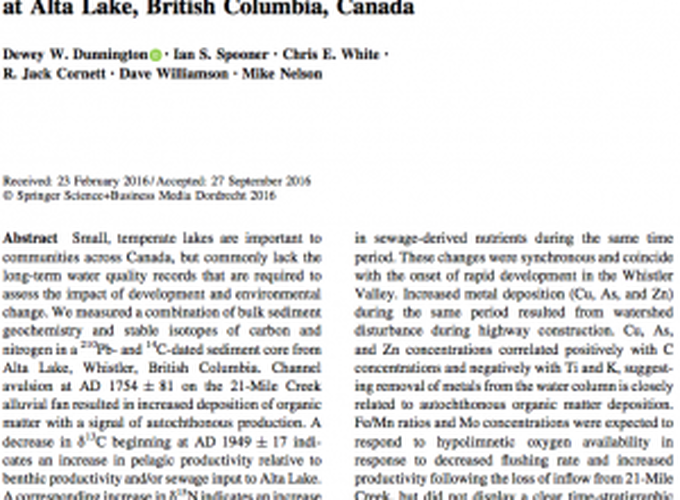 at Alta Lake, British Columbia, Canada
Dewey W. Dunnington · Ian S. Spooner · Chris E. White ·
R. Jack Cornett · Dave Williamson · Mike Nelson
Received: 23 February 2016 / Accepted: 27 September 2016
© Springer Science+Business Media Dordrecht 2016
Abstract Small, temperate lakes are important to
communities across Canada, but commonly lack the
long-term water quality records that are required to
assess the impact of development and environmental
change. We measured a combination of bulk sediment
geochemistry and stable isotopes of carbon and
nitrogen in a ²¹⁰Pb- and ¹⁴C-dated sediment core from
Alta Lake, Whistler, British Columbia. Channel
avulsion at AD 1754 ± 81 on the 21-Mile Creek
alluvial fan resulted in increased deposition of organic
matter with a signal of autochthonous production. A
decrease in δ¹³C beginning at AD 1949 ± 17 indi-
cates an increase in pelagic productivity relative to
benthic productivity and/or sewage input to Alta Lake.
A corresponding increase in δ¹⁵N indicates an increase
in sewage-derived nutrients during the same time
period. These changes were synchronous and coincide
with the onset of rapid development in the Whistler
Valley. Increased metal deposition (Cu, As, and Zn)
during the same period resulted from watershed
disturbance during highway construction. Cu, As,
and Zn concentrations correlated positively with C
concentrations and negatively with Ti and K, suggest-
ing removal of metals from the water column is closely
related to autochthonous organic matter deposition.
Fe/Mn ratios and Mo concentrations were expected to
respond to hypolimnetic oxygen availability in
response to decreased flushing rate and increased
productivity following the loss of inflow from 21-Mile
Creek, but did not display a clear time-stratigraphic